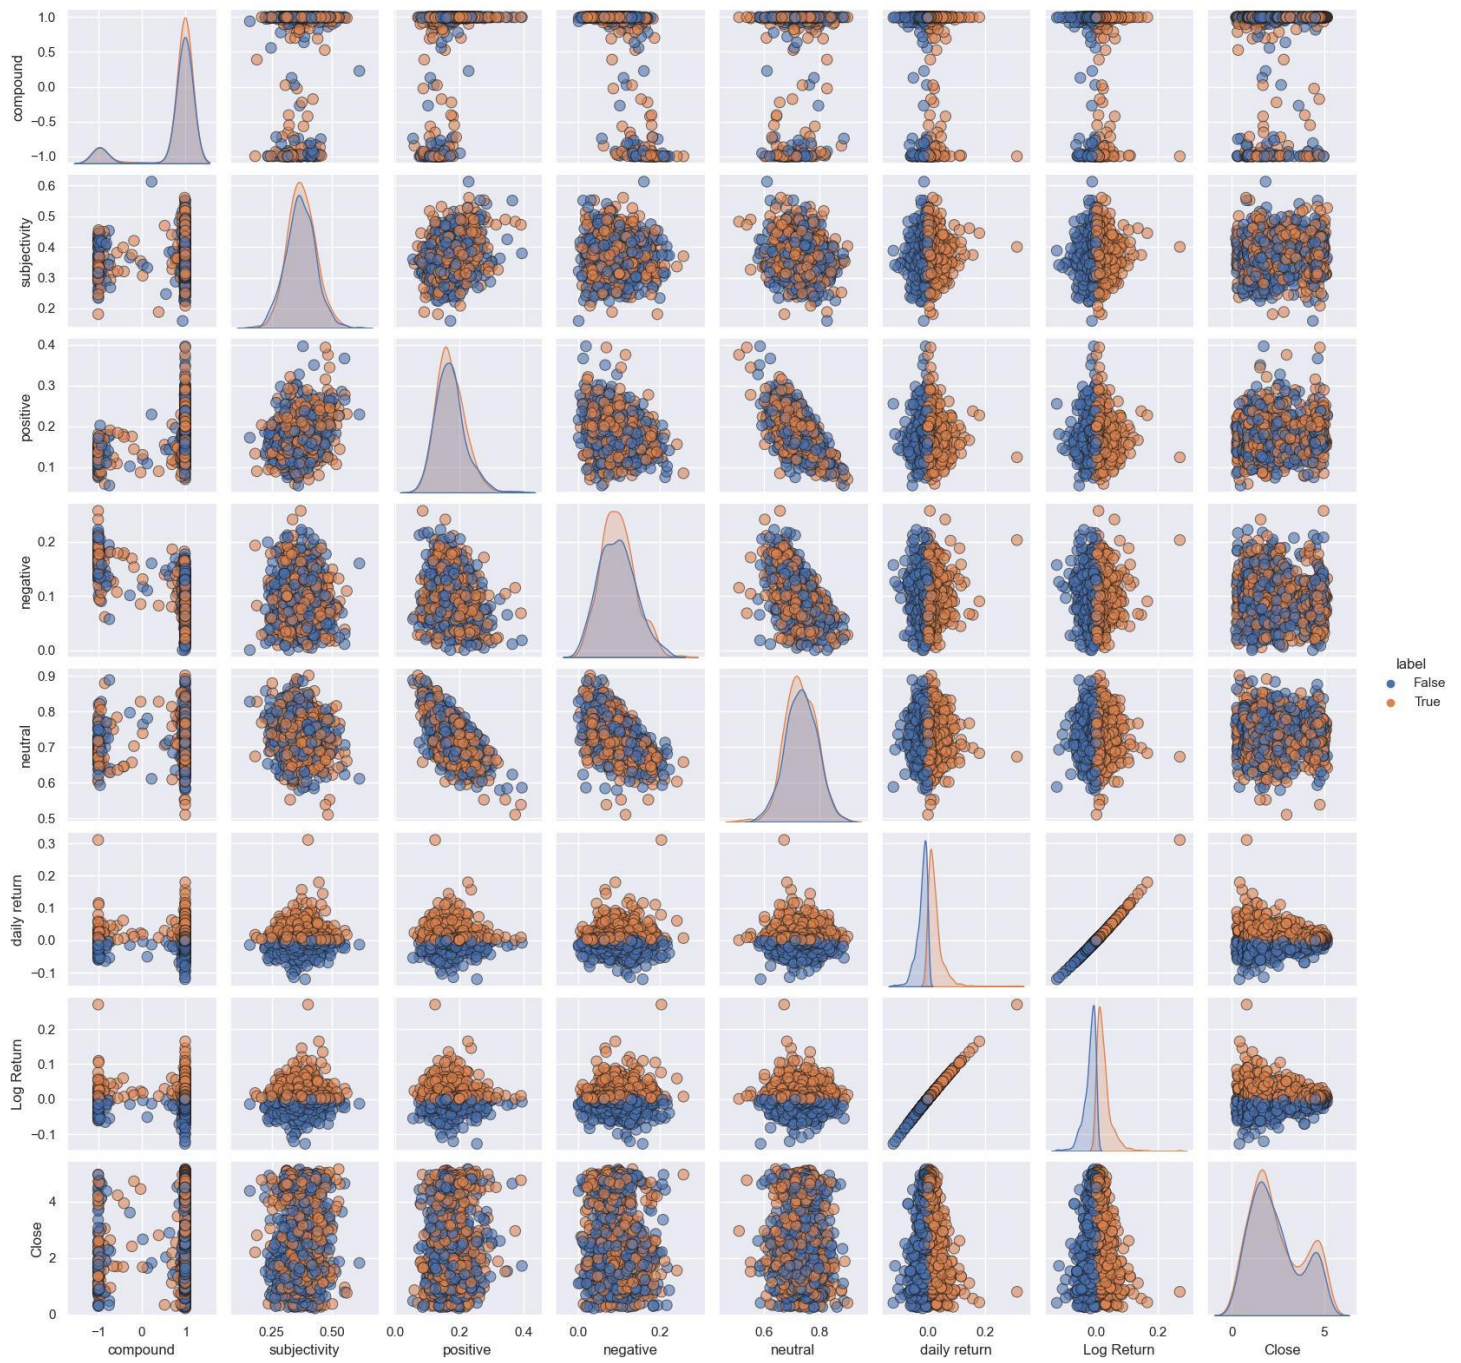 1.0
0.5
0.0
−0.5
−1.0
compound
0.6
0.5
0.4
0.3
0.2
subjectivity
0.4
0.3
0.2
0.1
positive
0.2
0.1
0.0
negative
0.9
0.8
0.7
0.6
0.5
neutral
label
False
True
0.3
0.2
0.1
0.0
−0.1
daily return
0.2
0.1
0.0
−0.1
Log Return
4
2
0
Close
−1 0 1 0.25 0.50 0.0 0.2 0.4 0.0 0.2 0.6 0.8 0.0 0.2 0.0 0.2 0 5
compound subjectivity positive negative neutral daily return Log Return Close